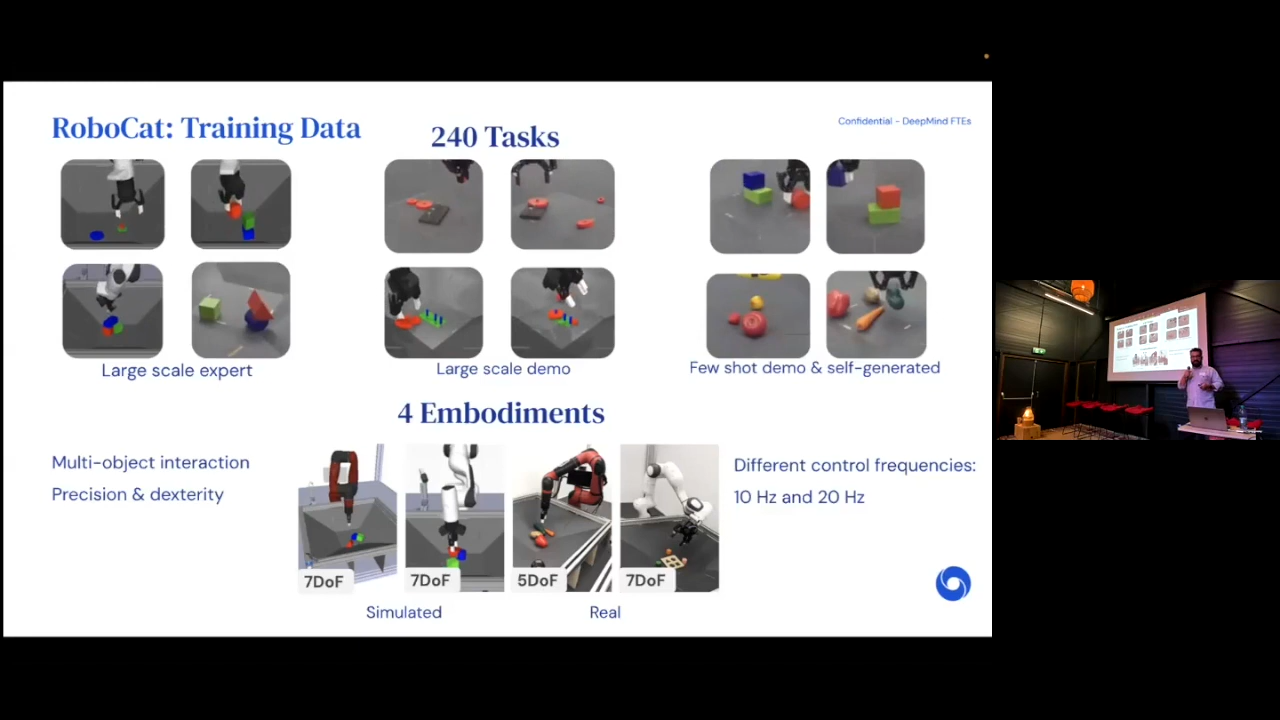 RoboCat: Training Data
240 Tasks
Confidential - DeepMind FTEs
Large scale expert
Large scale demo
Few shot demo & self-generated
4 Embodiments
Multi-object interaction
Precision & dexterity
Different control frequencies:
10 Hz and 20 Hz
7DoF
7DoF
5DoF
7DoF
Simulated
Real